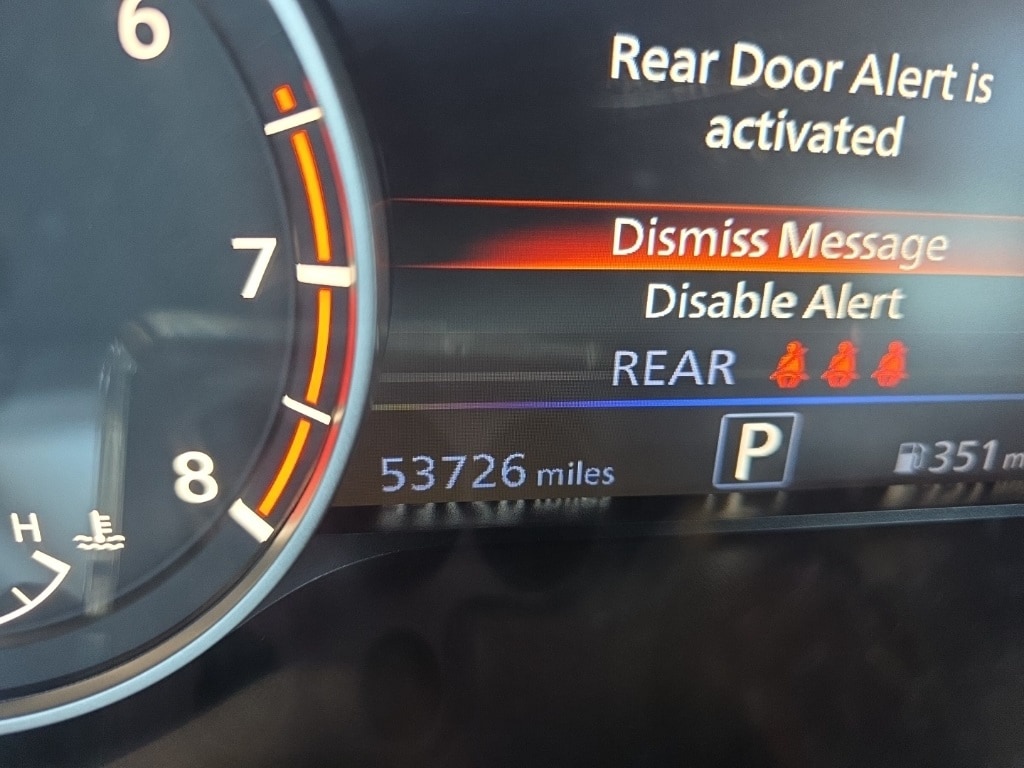 6
Rear Door Alert is
activated
Dismiss Message
7
Disable Alert
REAR
P
351
53726 miles
8
H